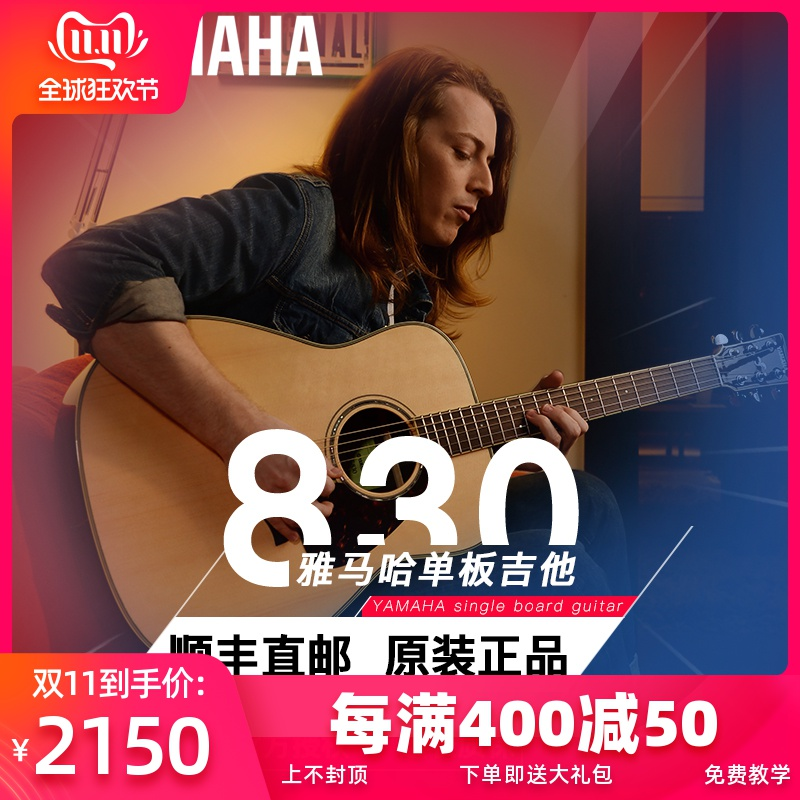 11.11
全球狂欢节
AHA
830
雅马哈单板吉他
YAMAHA single board guitar
顺丰直邮 原装正品
双11到手价:
¥2150
每满400减50
上不封顶 下单即送大礼包 免费教学